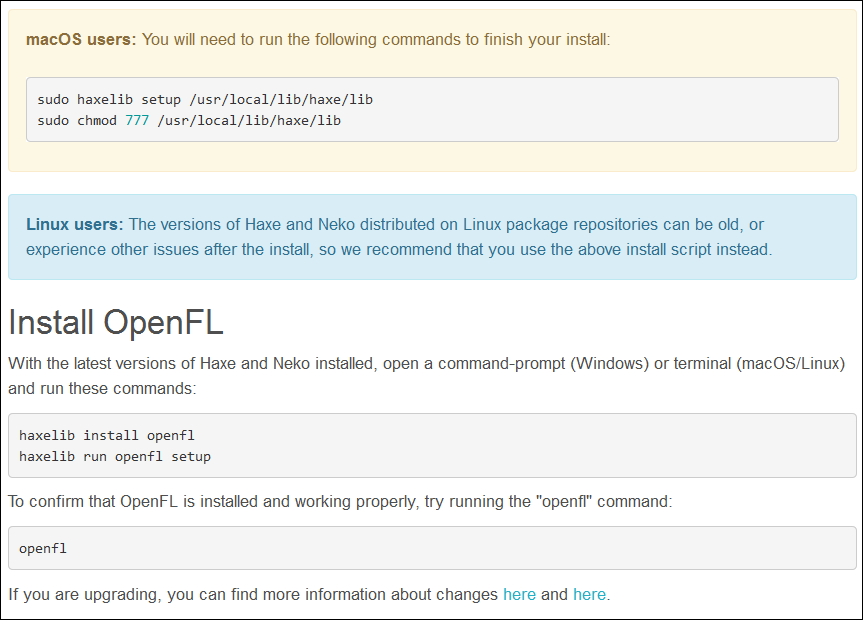 macOS users: You will need to run the following commands to finish your install:
sudo haxelib setup /usr/local/lib/haxe/lib
sudo chmod 777 /usr/local/lib/haxe/lib
Linux users: The versions of Haxe and Neko distributed on Linux package repositories can be old, or
experience other issues after the install, so we recommend that you use the above install script instead.
Install OpenFL
With the latest versions of Haxe and Neko installed, open a command-prompt (Windows) or terminal (macOS/Linux)
and run these commands:
haxelib install openfl
haxelib run openfl setup
To confirm that OpenFL is installed and working properly, try running the "openfl" command:
openfl
If you are upgrading, you can find more information about changes here and here.